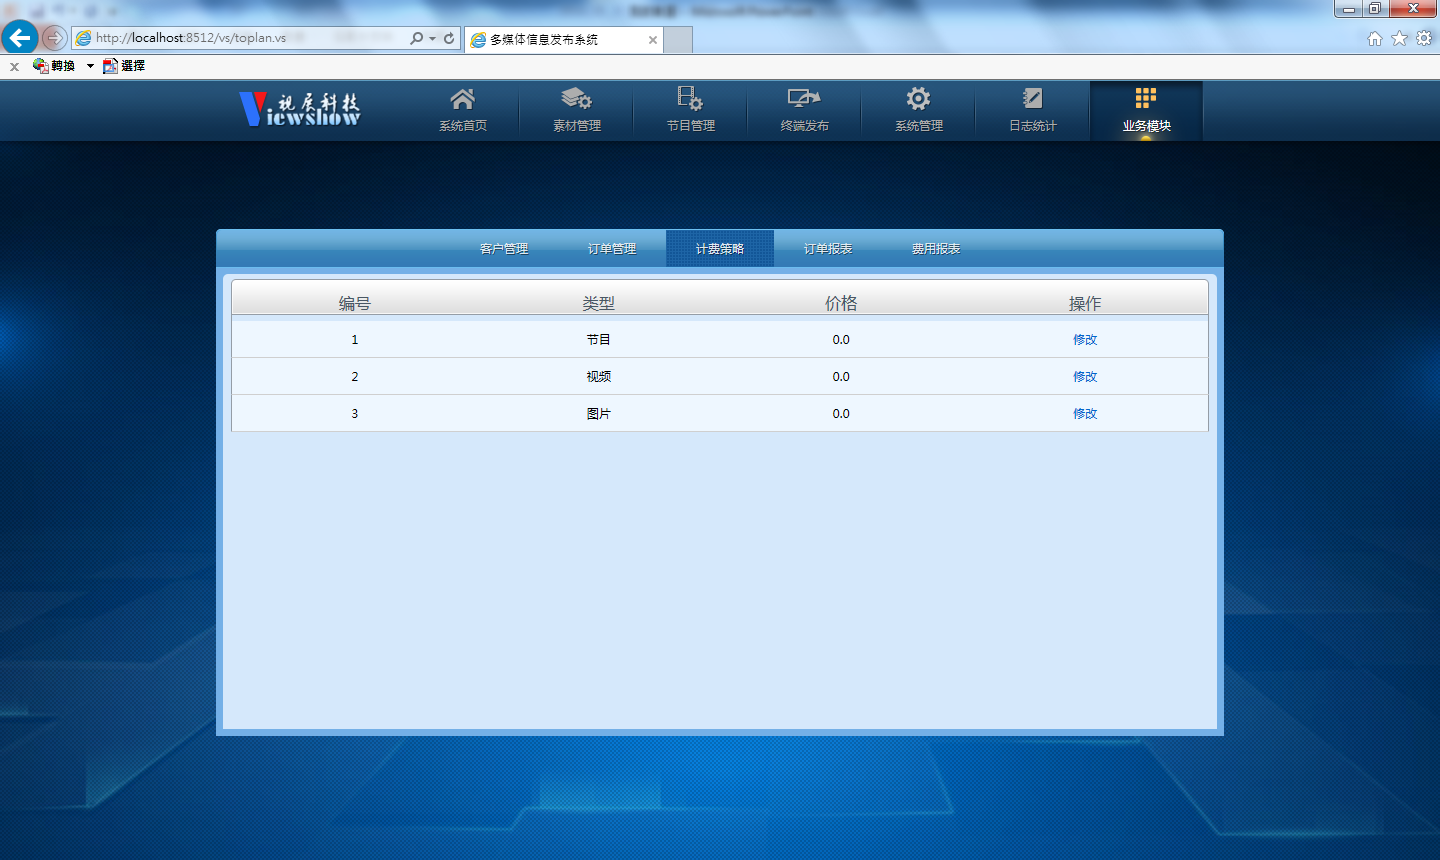 http://localhost:8512/vs/toplan.vs
多媒体信息发布系统
x 轉換 選擇
视展科技
Viewshow
系统首页 素材管理 节目管理 终端发布 系统管理 日志统计 业务模块
客户管理 订单管理 计费策略 订单报表 费用报表
编号 类型 价格 操作
1 节目 0.0 修改
2 视频 0.0 修改
3 图片 0.0 修改